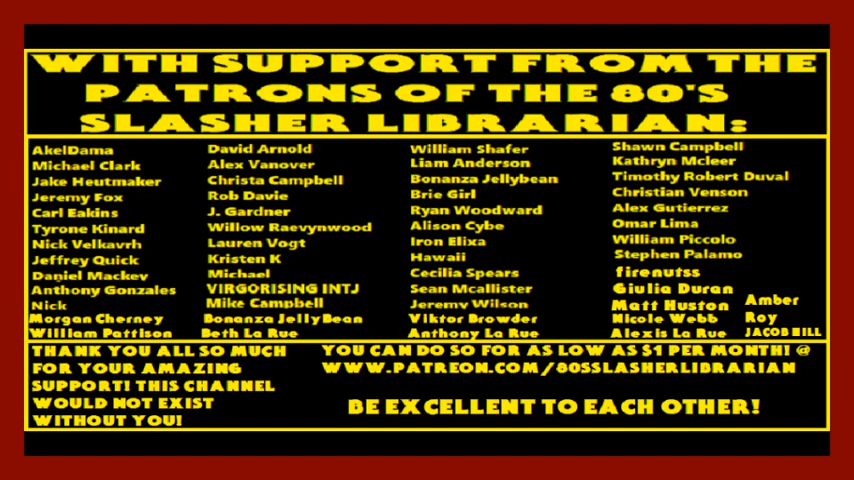 WITH SUPPORT FROM THE
PATRONS OF THE 80'S
SLASHER LIBRARIAN:
AkelDama
Michael Clark
Jake Heutmaker
Jeremy Fox
Carl Eakins
Tyrone Kinard
Nick Velkavrh
Jeffrey Quick
Daniel Mackey
Anthony Gonzales
Nick
Morgan Cherney
William Pattison
David Arnold
Alex Vanover
Christa Campbell
Rob Davie
J. Gardner
Willow Raevynwood
Lauren Vogt
Kristen K
Michael
VIRGORISING INTJ
Mike Campbell
Bonanza JellyBean
Beth La Rue
William Shafer
Liam Anderson
Bonanza Jellybean
Brie Girl
Ryan Woodward
Alison Cybe
Iron Elixa
Hawaii
Cecilia Spears
Sean Mcallister
Jeremy Wilson
Viktor Browder
Anthony La Rue
Shawn Campbell
Kathryn Mcleer
Timothy Robert Duval
Christian Venson
Alex Gutierrez
Omar Lima
William Piccolo
Stephen Palamo
firenutss
Giulia Duran
Matt Huston
Nicole Webb
Alexis La Rue
Amber
Roy
JACOB HILL
THANK YOU ALL SO MUCH
FOR YOUR AMAZING
SUPPORT! THIS CHANNEL
WOULD NOT EXIST
WITHOUT YOU!
YOU CAN DO SO FOR AS LOW AS $1 PER MONTH! @
WWW.PATREON.COM/80SSLASHERLIBRARIAN
BE EXCELLENT TO EACH OTHER!